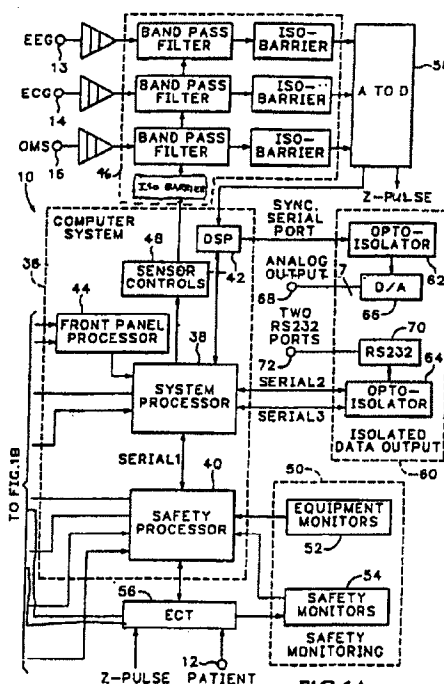 EEG
13
BAND PASS FILTER
ISO-BARRIER
ECG
14
BAND PASS FILTER
ISO-BARRIER
A TO D
OMS
16
BAND PASS FILTER
ISO-BARRIER
46
ISO BARRIER
Z-PULSE
10
COMPUTER SYSTEM
SYNC. SERIAL PORT
36
48
DSP
OPTO-ISOLATOR
SENSOR CONTROLS
42
ANALOG OUTPUT
62
44
68
7
D/A
FRONT PANEL PROCESSOR
66
38
TWO RS232 PORTS
70
72
RS232
64
SYSTEM PROCESSOR
SERIAL2
OPTO-ISOLATOR
SERIAL3
TO FIG.1B
SERIAL1
ISOLATED DATA OUTPUT
40
50
60
SAFETY PROCESSOR
EQUIPMENT MONITORS
52
56
54
ECT
SAFETY MONITORS
12
SAFETY MONITORING
Z-PULSE
PATIENT